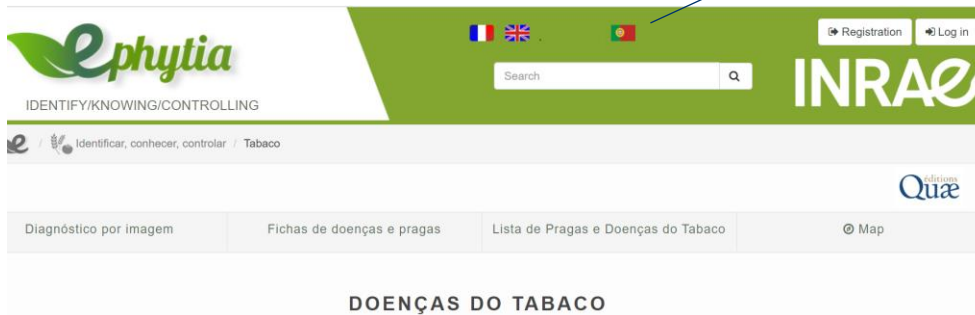 ephytia
IDENTIFY/KNOWING/CONTROLLING
Search
Registration
Log in
INRAE
Identificar, conhecer, controlar / Tabaco
éditions
Quæ
Diagnóstico por imagem
Fichas de doenças e pragas
Lista de Pragas e Doenças do Tabaco
Map
DOENÇAS DO TABACO